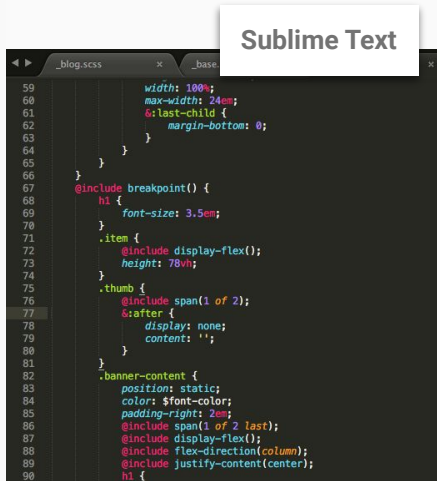 Sublime Text
_blog.scss × _base. ×
59 width: 100%;
60 max-width: 24em;
61 &:last-child {
62 margin-bottom: 0;
63 }
64 }
65 }
66 }
67 @include breakpoint() {
68 h1 {
69 font-size: 3.5em;
70 }
71 .item {
72 @include display-flex();
73 height: 78vh;
74 }
75 .thumb {
76 @include span(1 of 2);
77 &:after {
78 display: none;
79 content: '';
80 }
81 }
82 .banner-content {
83 position: static;
84 color: $font-color;
85 padding-right: 2em;
86 @include span(1 of 2 last);
87 @include display-flex();
88 @include flex-direction(column);
89 @include justify-content(center);
90 h1 {